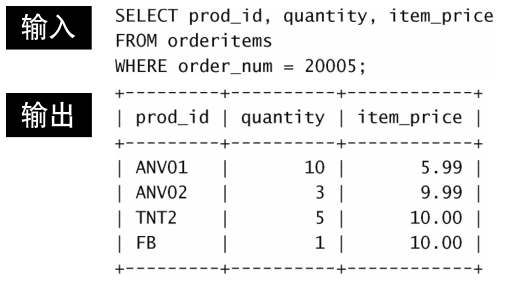 输入
SELECT prod_id, quantity, item_price
FROM orderitems
WHERE order_num = 20005;
输出
+---------+----------+------------+
| prod_id | quantity | item_price |
+---------+----------+------------+
| ANV01   |       10 |       5.99 |
| ANV02   |        3 |       9.99 |
| TNT2    |        5 |      10.00 |
| FB      |        1 |      10.00 |
+---------+----------+------------+